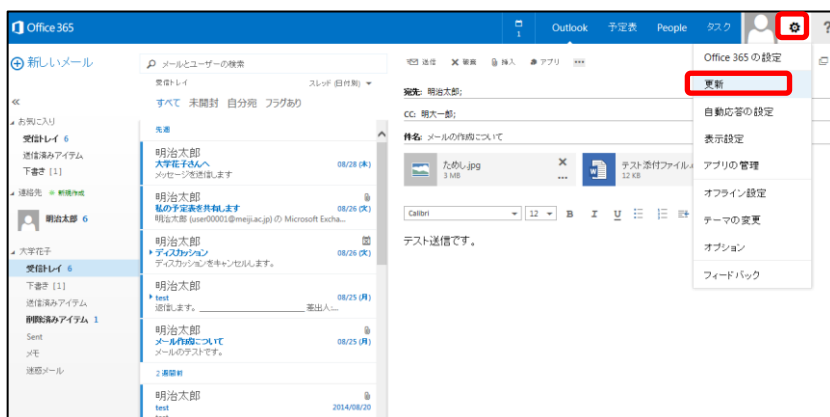 Office 365
1
Outlook 予定表 People タスク
?
新しいメール
メールとユーザーの検索
受信トレイ スレッド (日付別)
すべて 未開封 自分宛 フラグあり
«
お気に入り
受信トレイ 6
送信済みアイテム
下書き [1]
連絡先 新規作成
明治太郎 6
大学花子
受信トレイ 6
下書き [1]
送信済みアイテム
削除済みアイテム 1
Sent
メモ
迷惑メール
先週
明治太郎
大学花子さんへ 08/28 (木)
メッセージを送信します
明治太郎
私の予定表を共有します 08/26 (火)
明治太郎 (user00001@meiji.ac.jp) の Microsoft Excha...
明治太郎
ディスカッション 08/26 (火)
ディスカッションをキャンセルします。
明治太郎
test 08/25 (月)
返信します。 差出人:...
明治太郎
メール作成について 08/25 (月)
メールのテストです。
2 週間前
明治太郎
test 2014/08/20
test
送信 破棄 挿入 アプリ ...
宛先: 明治太郎;
CC: 明大一郎;
件名: メールの作成について
ためし.jpg
3 MB
テスト添付ファイル
12 KB
Calibri 12 B I U
テスト送信です。
Office 365 の設定
更新
自動応答の設定
表示設定
アプリの管理
オフライン設定
テーマの変更
オプション
フィードバック